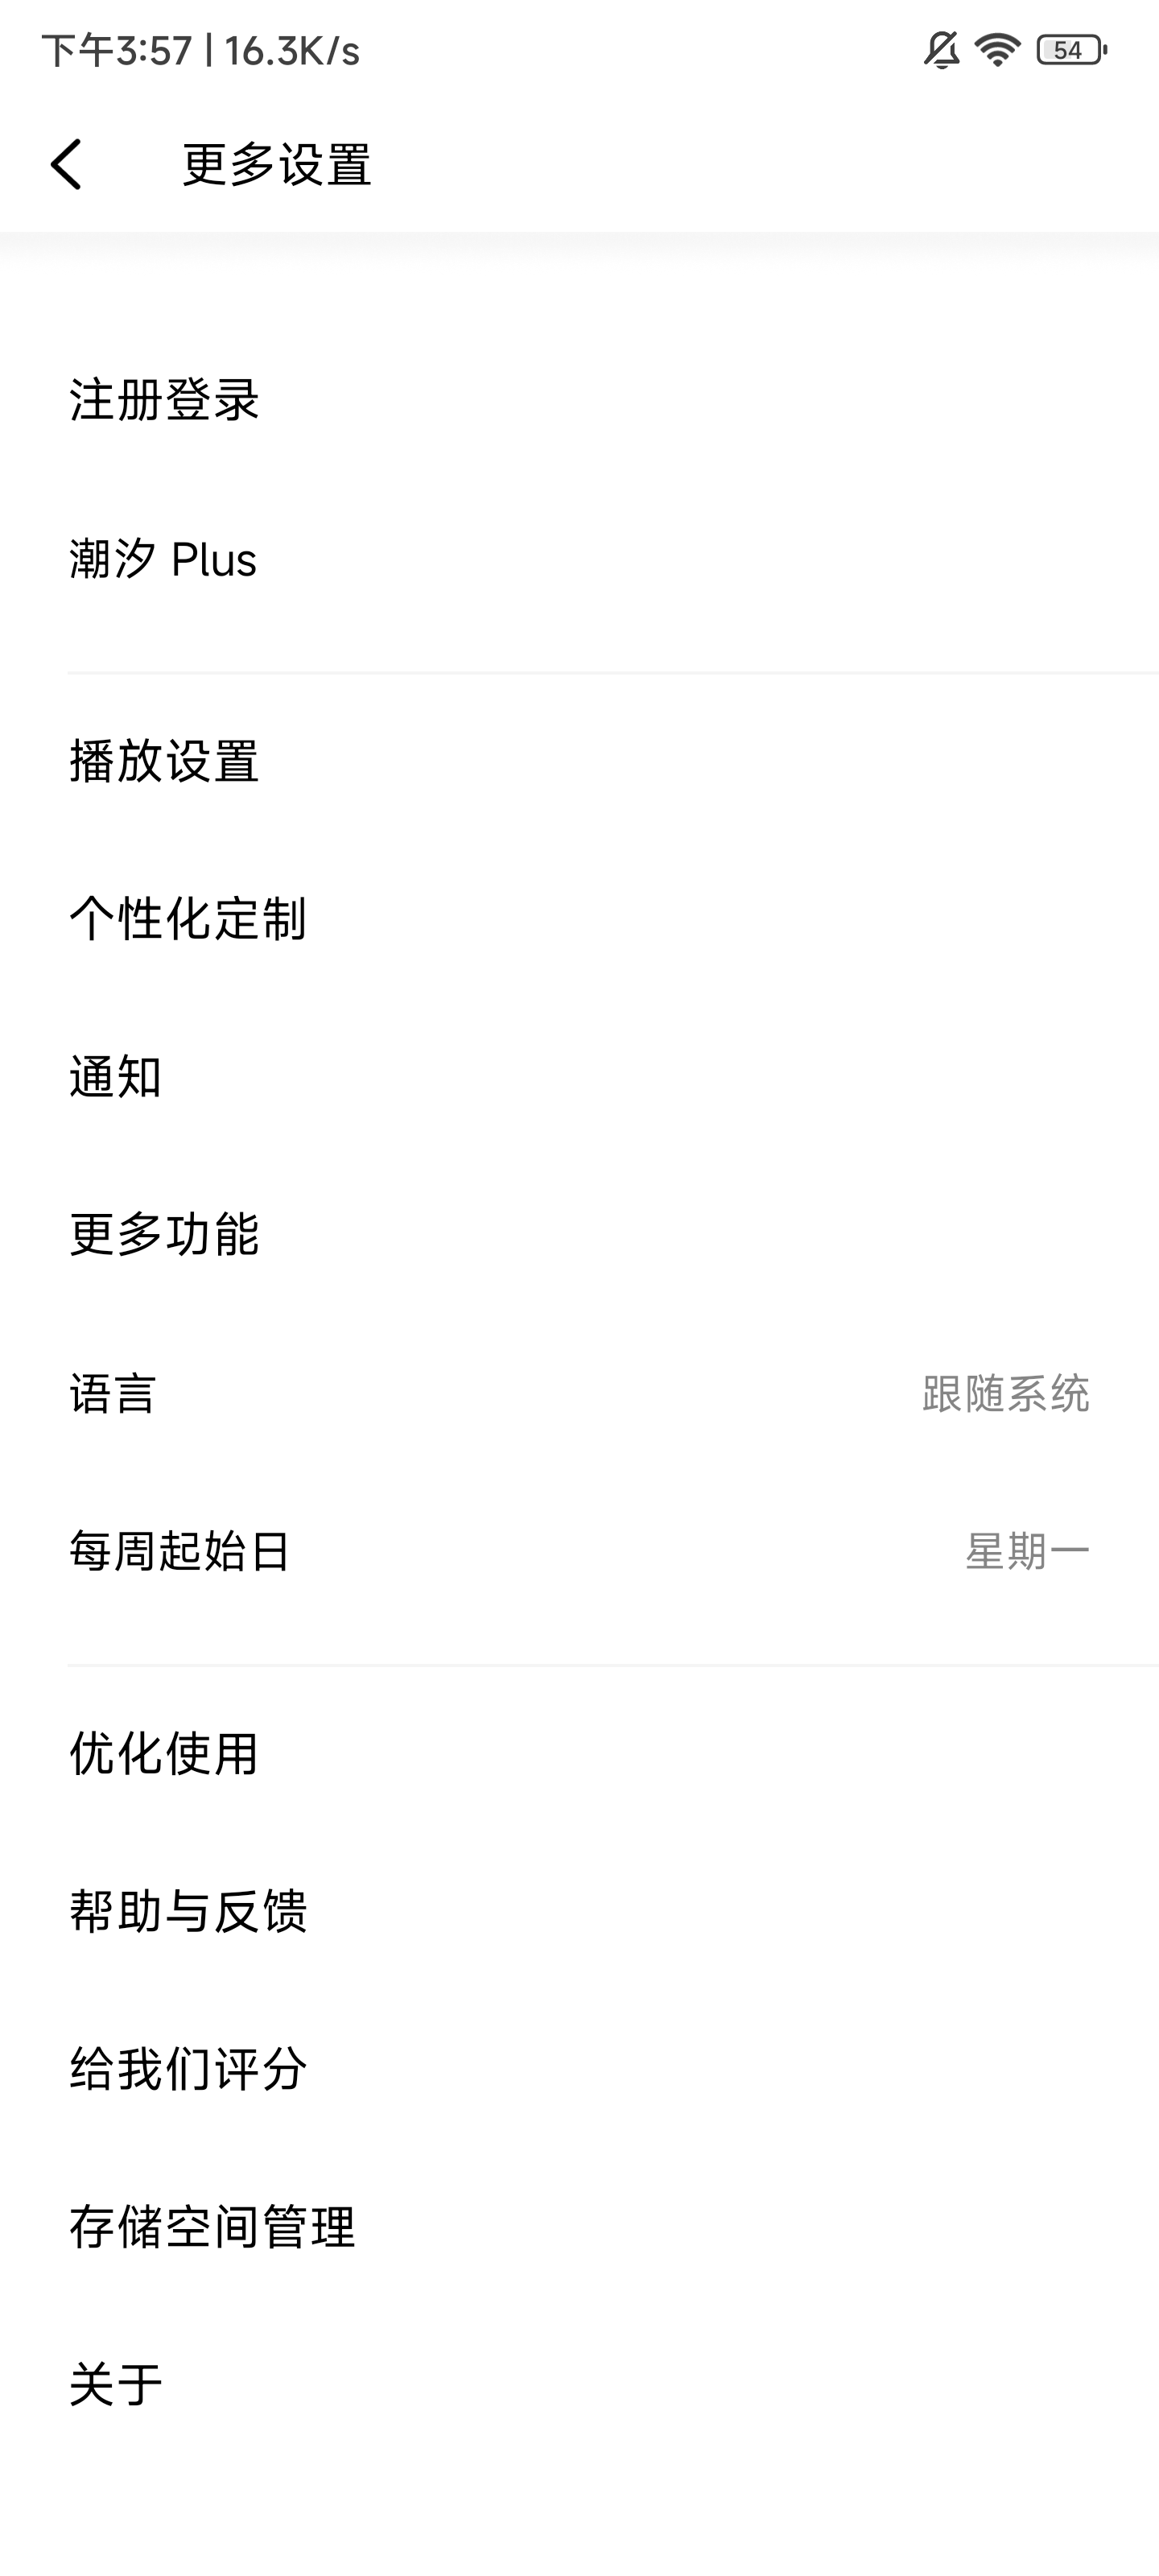 下午3:57 | 16.3K/s 54
更多设置
注册登录
潮汐 Plus
播放设置
个性化定制
通知
更多功能
语言 跟随系统
每周起始日 星期一
优化使用
帮助与反馈
给我们评分
存储空间管理
关于